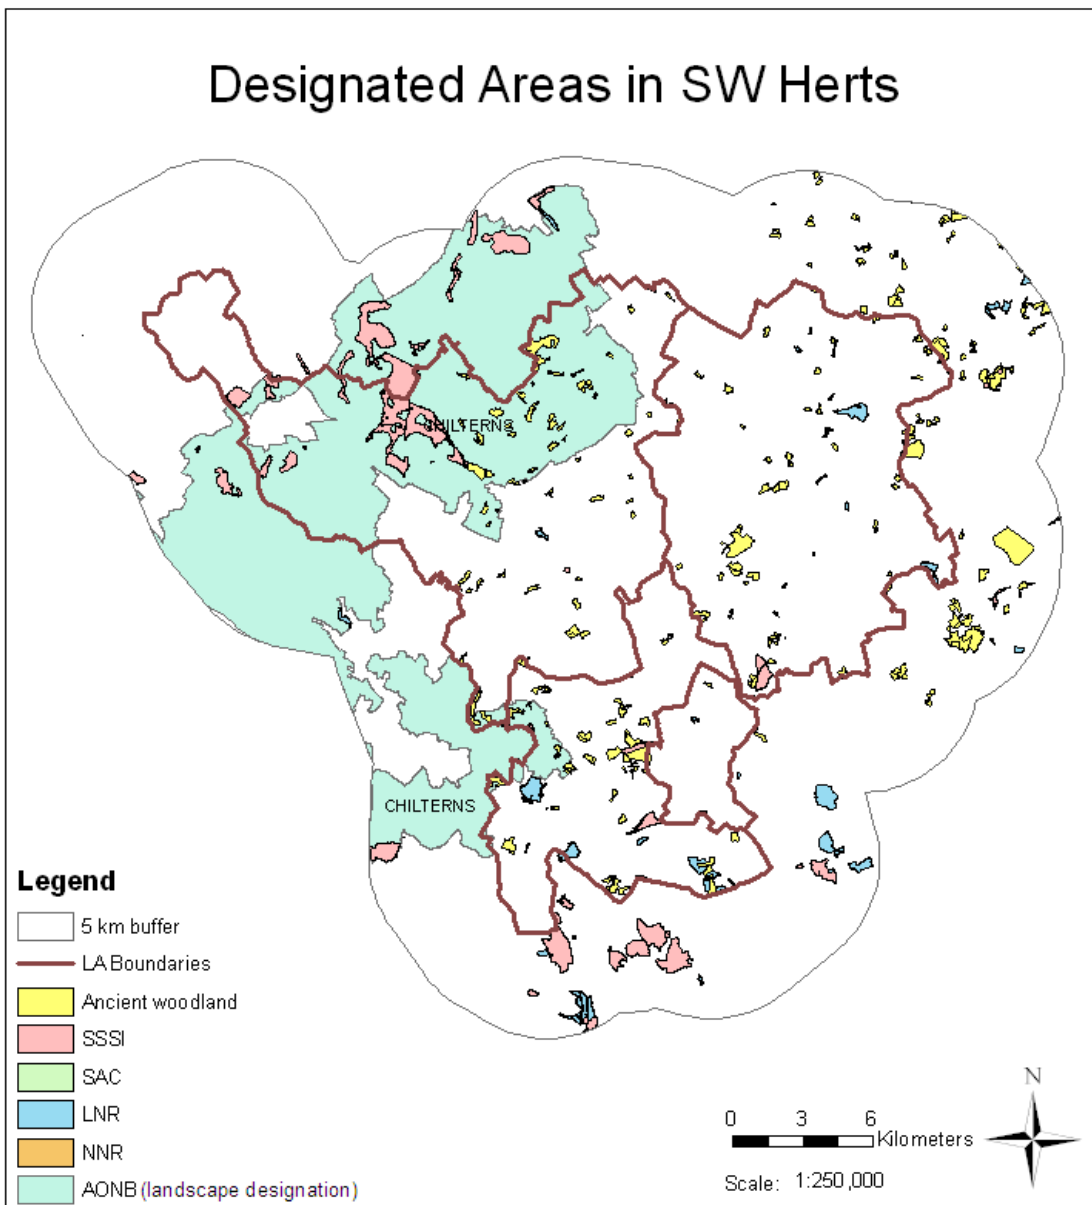 Designated Areas in SW Herts
CHILTERNS
CHILTERNS
Legend
5 km buffer
LA Boundaries
Ancient woodland
SSSI
SAC
LNR
NNR
AONB (landscape designation)
0 3 6
Kilometers
Scale: 1:250,000
N